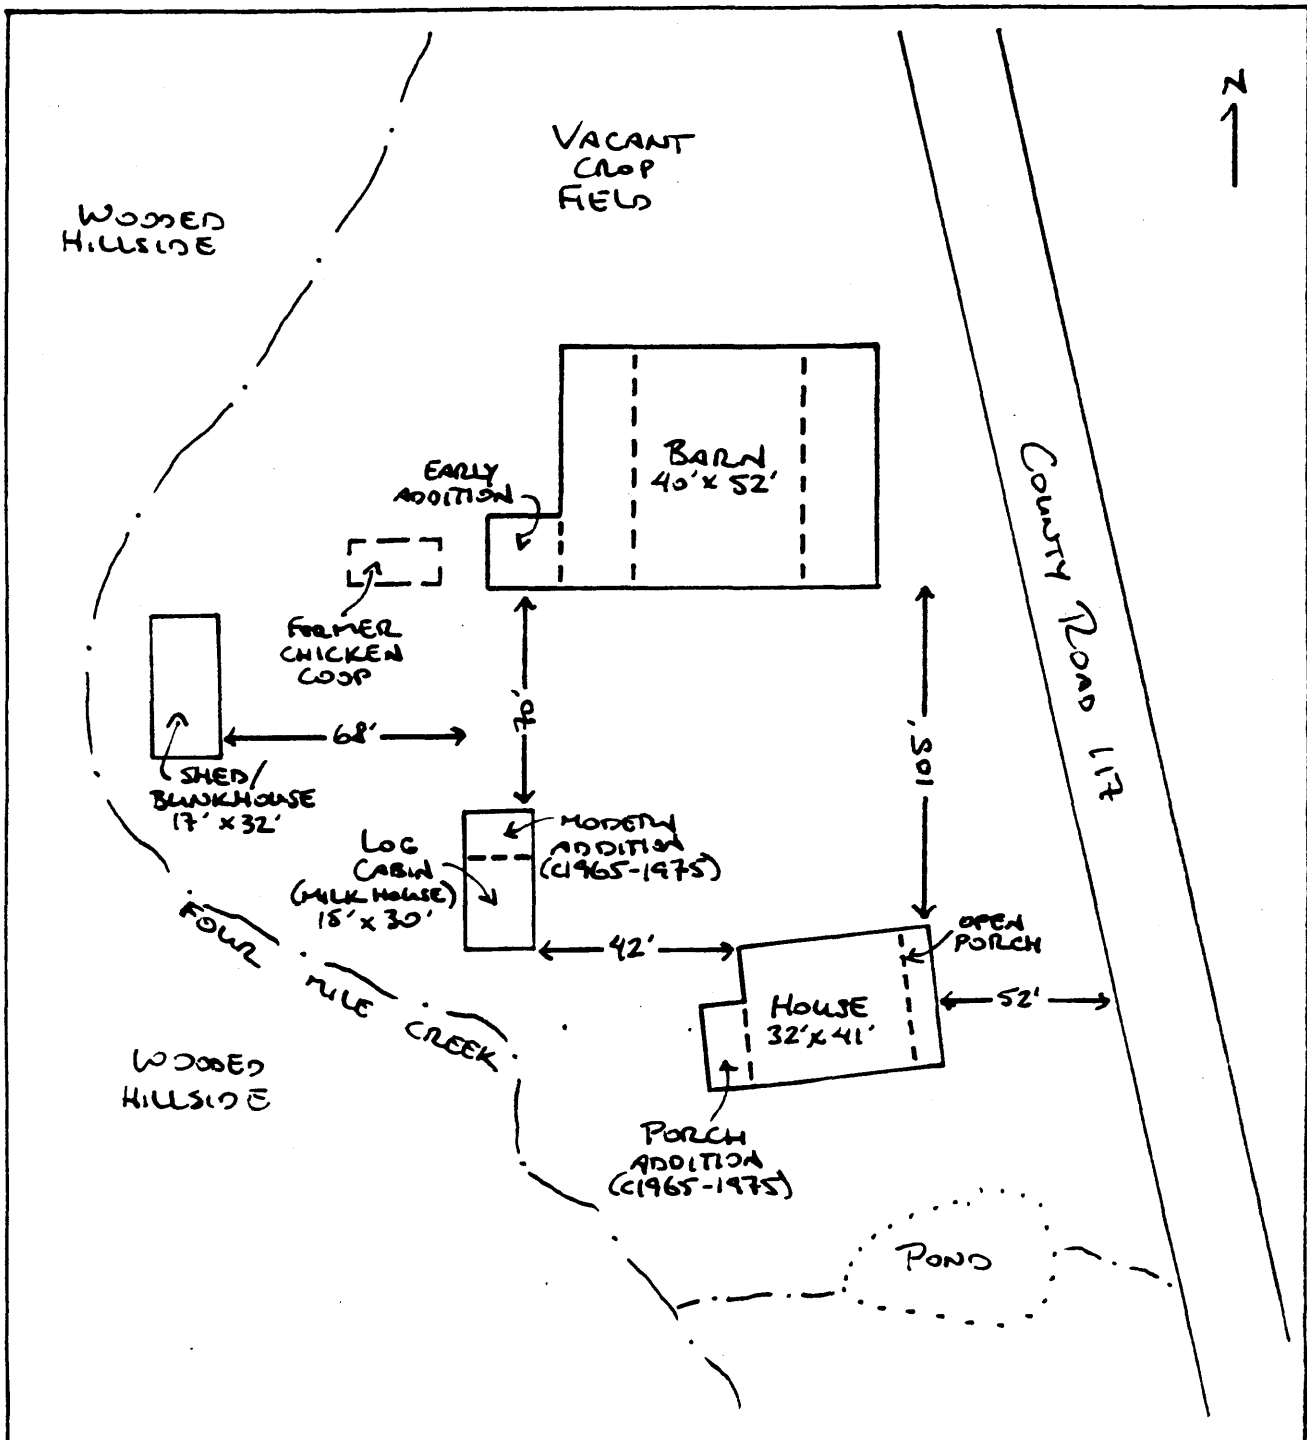 N
VACANT
CROP
FIELD
WOODED
HILLSIDE
BARN
40' X 52'
EARLY
ADDITION
COUNTY ROAD 117
FORMER
CHICKEN
COOP
70'
68'
108'
SHED/
BUNKHOUSE
17' X 32'
MODERN
ADDITION
(C1965-1975)
LOG
CABIN
(MILK HOUSE)
15' X 30'
FOUR MILE CREEK
OPEN
PORCH
42'
HOUSE
32' X 41'
52'
WOODED
HILLSIDE
PORCH
ADDITION
(C1965-1975)
POND